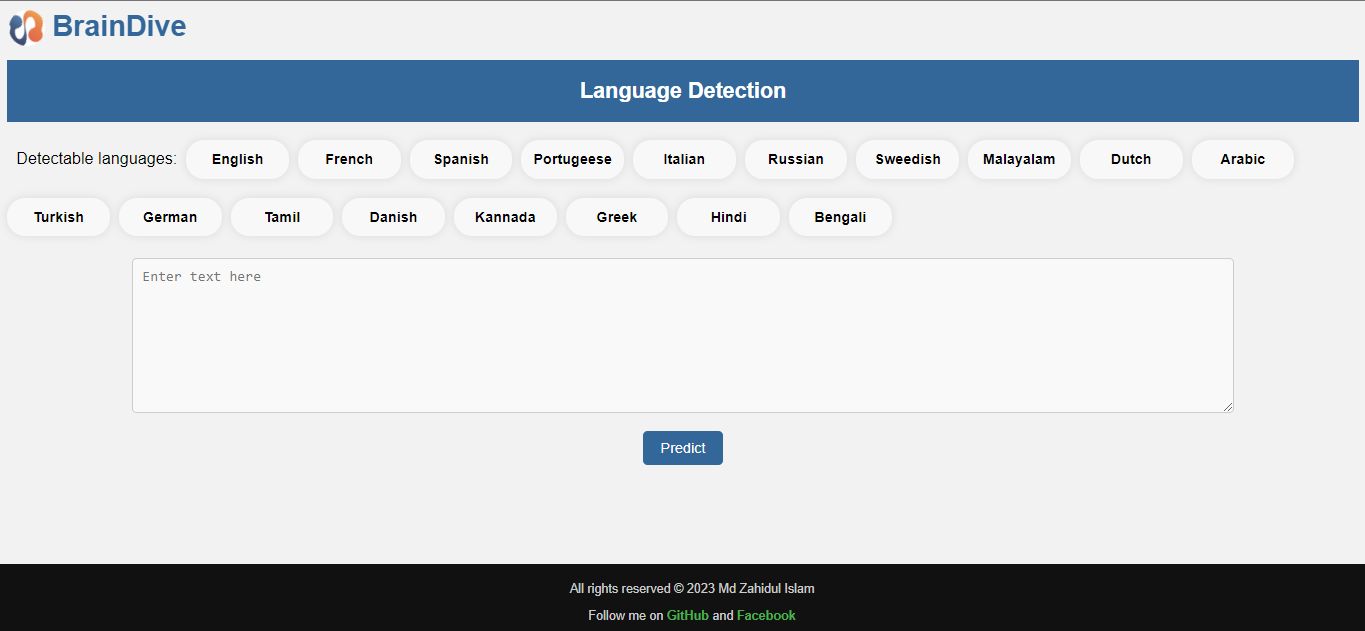 BrainDive
Language Detection
Detectable languages: English French Spanish Portugeese Italian Russian Sweedish Malayalam Dutch Arabic
Turkish German Tamil Danish Kannada Greek Hindi Bengali
Enter text here
Predict
All rights reserved © 2023 Md Zahidul Islam
Follow me on GitHub and Facebook